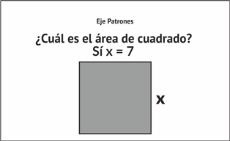 Eje Patrones
¿Cuál es el área de cuadrado?
Sí x = 7
x